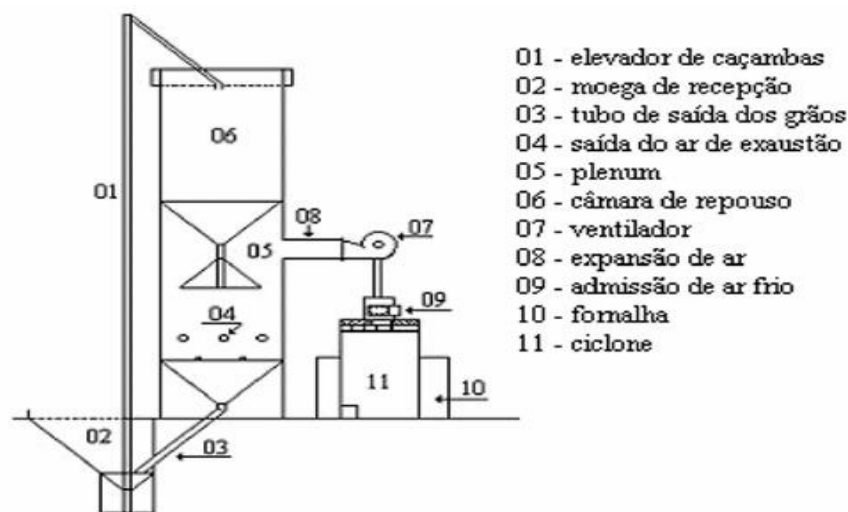 01 - elevador de caçambas
02 - moega de recepção
03 - tubo de saída dos grãos
04 - saída do ar de exaustão
05 - plenum
06 - câmara de repouso
07 - ventilador
08 - expansão de ar
09 - admissão de ar frio
10 - fornalha
11 - ciclone
06
01
08
07
05
04
09
11
10
02
03